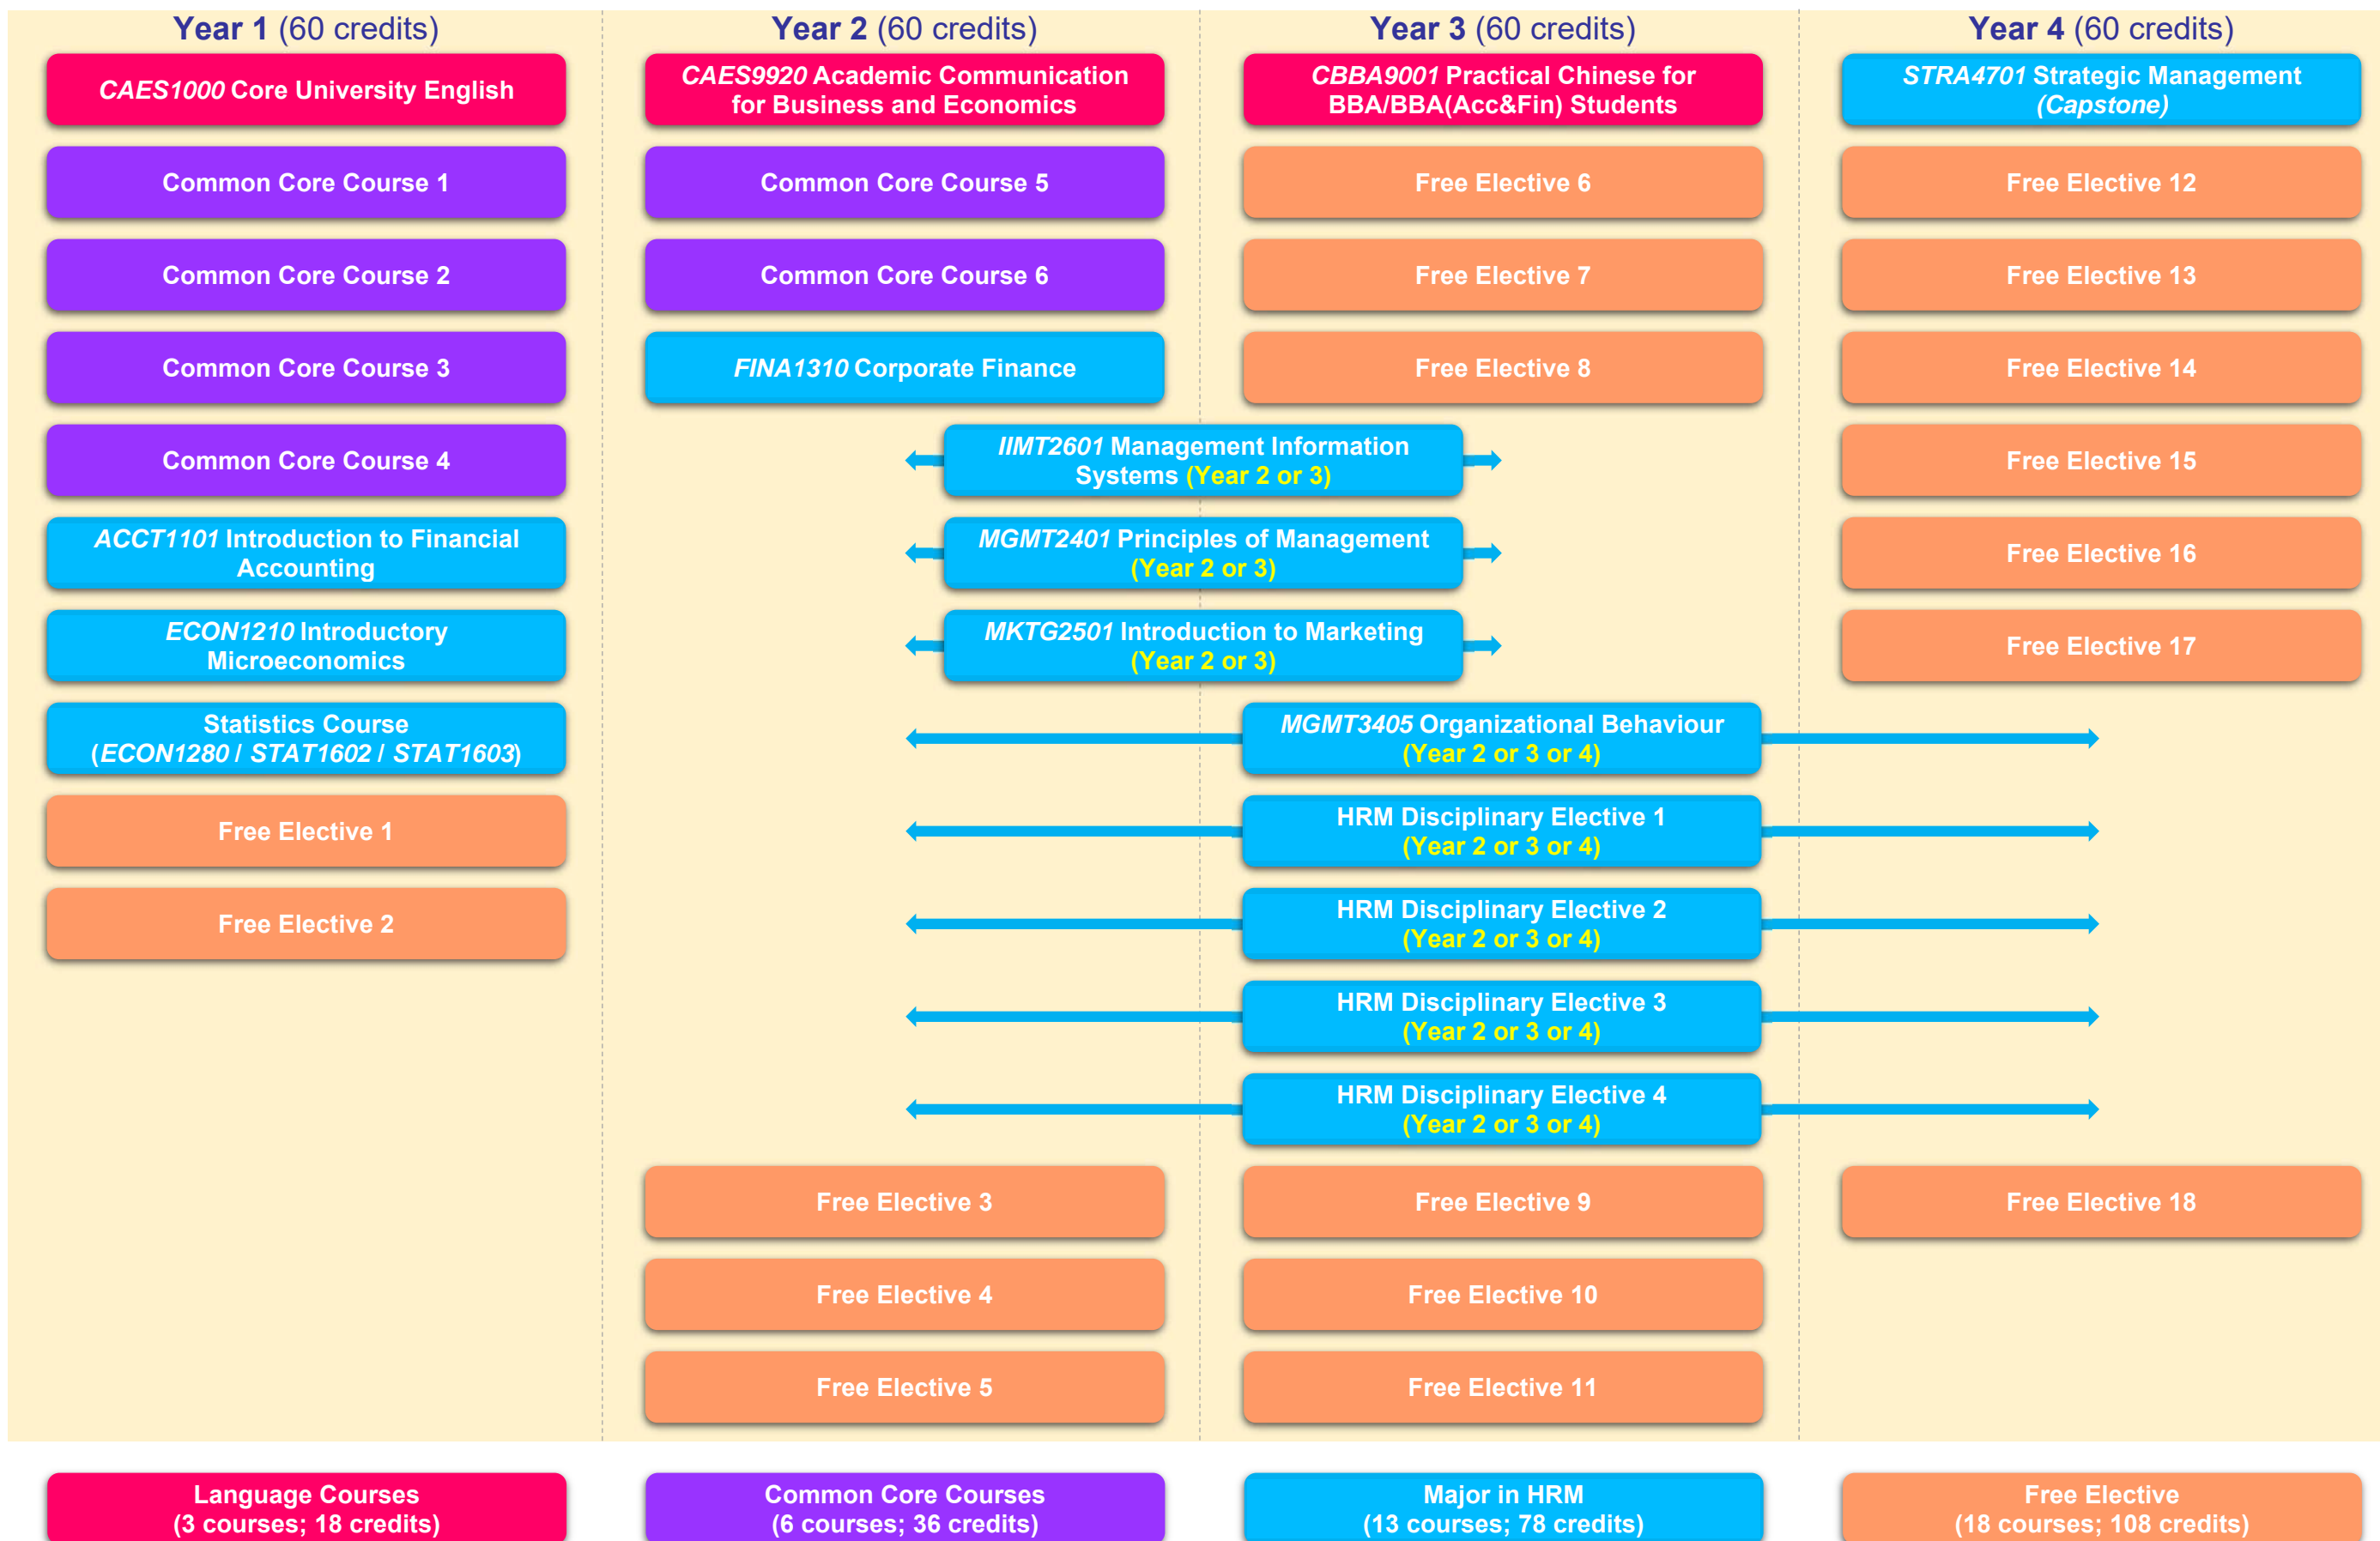 Year 1 (60 credits)
CAES1000 Core University English
Common Core Course 1
Common Core Course 2
Common Core Course 3
Common Core Course 4
ACCT1101 Introduction to Financial
Accounting
ECON1210 Introductory
Microeconomics
Statistics Course
(ECON1280 / STAT1602 / STAT1603)
Free Elective 1
Free Elective 2
Year 2 (60 credits)
CAES9920 Academic Communication
for Business and Economics
Common Core Course 5
Common Core Course 6
FINA1310 Corporate Finance
IIMT2601 Management Information
Systems (Year 2 or 3)
MGMT2401 Principles of Management
(Year 2 or 3)
MKTG2501 Introduction to Marketing
(Year 2 or 3)
Free Elective 3
Free Elective 4
Free Elective 5
Year 3 (60 credits)
CBBA9001 Practical Chinese for
BBA/BBA(Acc&Fin) Students
Free Elective 6
Free Elective 7
Free Elective 8
MGMT3405 Organizational Behaviour
(Year 2 or 3 or 4)
HRM Disciplinary Elective 1
(Year 2 or 3 or 4)
HRM Disciplinary Elective 2
(Year 2 or 3 or 4)
HRM Disciplinary Elective 3
(Year 2 or 3 or 4)
HRM Disciplinary Elective 4
(Year 2 or 3 or 4)
Free Elective 9
Free Elective 10
Free Elective 11
Year 4 (60 credits)
STRA4701 Strategic Management
(Capstone)
Free Elective 12
Free Elective 13
Free Elective 14
Free Elective 15
Free Elective 16
Free Elective 17
Free Elective 18
Language Courses
(3 courses; 18 credits)
Common Core Courses
(6 courses; 36 credits)
Major in HRM
(13 courses; 78 credits)
Free Elective
(18 courses; 108 credits)